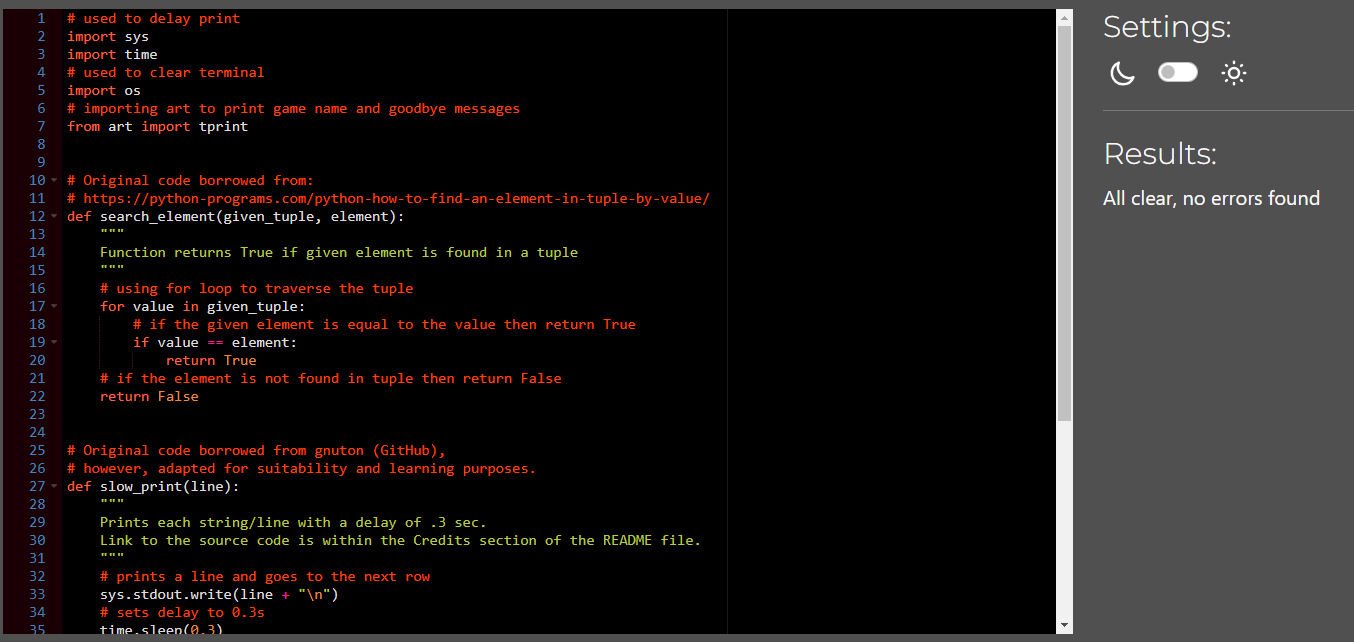 1 # used to delay print
2 import sys
3 import time
4 # used to clear terminal
5 import os
6 # importing art to print game name and goodbye messages
7 from art import tprint
8
9
10 # Original code borrowed from:
11 # https://python-programs.com/python-how-to-find-an-element-in-tuple-by-value/
12 def search_element(given_tuple, element):
13     """
14     Function returns True if given element is found in a tuple
15     """
16     # using for loop to traverse the tuple
17     for value in given_tuple:
18         # if the given element is equal to the value then return True
19         if value == element:
20             return True
21     # if the element is not found in tuple then return False
22     return False
23
24
25 # Original code borrowed from gnuton (GitHub),
26 # however, adapted for suitability and learning purposes.
27 def slow_print(line):
28     """
29     Prints each string/line with a delay of .3 sec.
30     Link to the source code is within the Credits section of the README file.
31     """
32     # prints a line and goes to the next row
33     sys.stdout.write(line + "\n")
34     # sets delay to 0.3s
35     time.sleep(0.3)
Settings:
Results:
All clear, no errors found